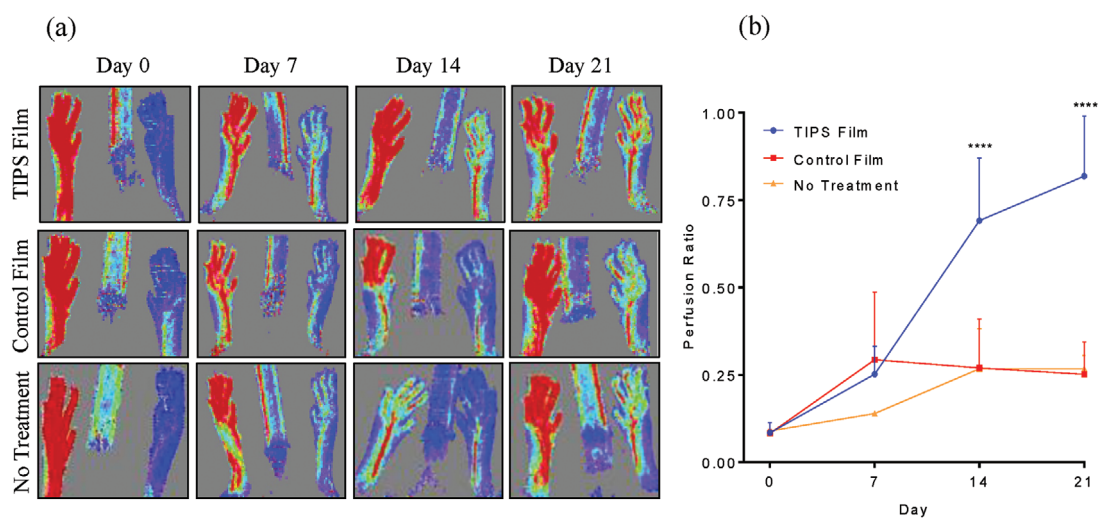 (a)
Day 0 Day 7 Day 14 Day 21
TIPS Film
Control Film
No Treatment
(b)
Perfusion Ratio
1.00
0.75
0.50
0.25
0.00
TIPS Film
Control Film
No Treatment
****
****
0 7 14 21
Day